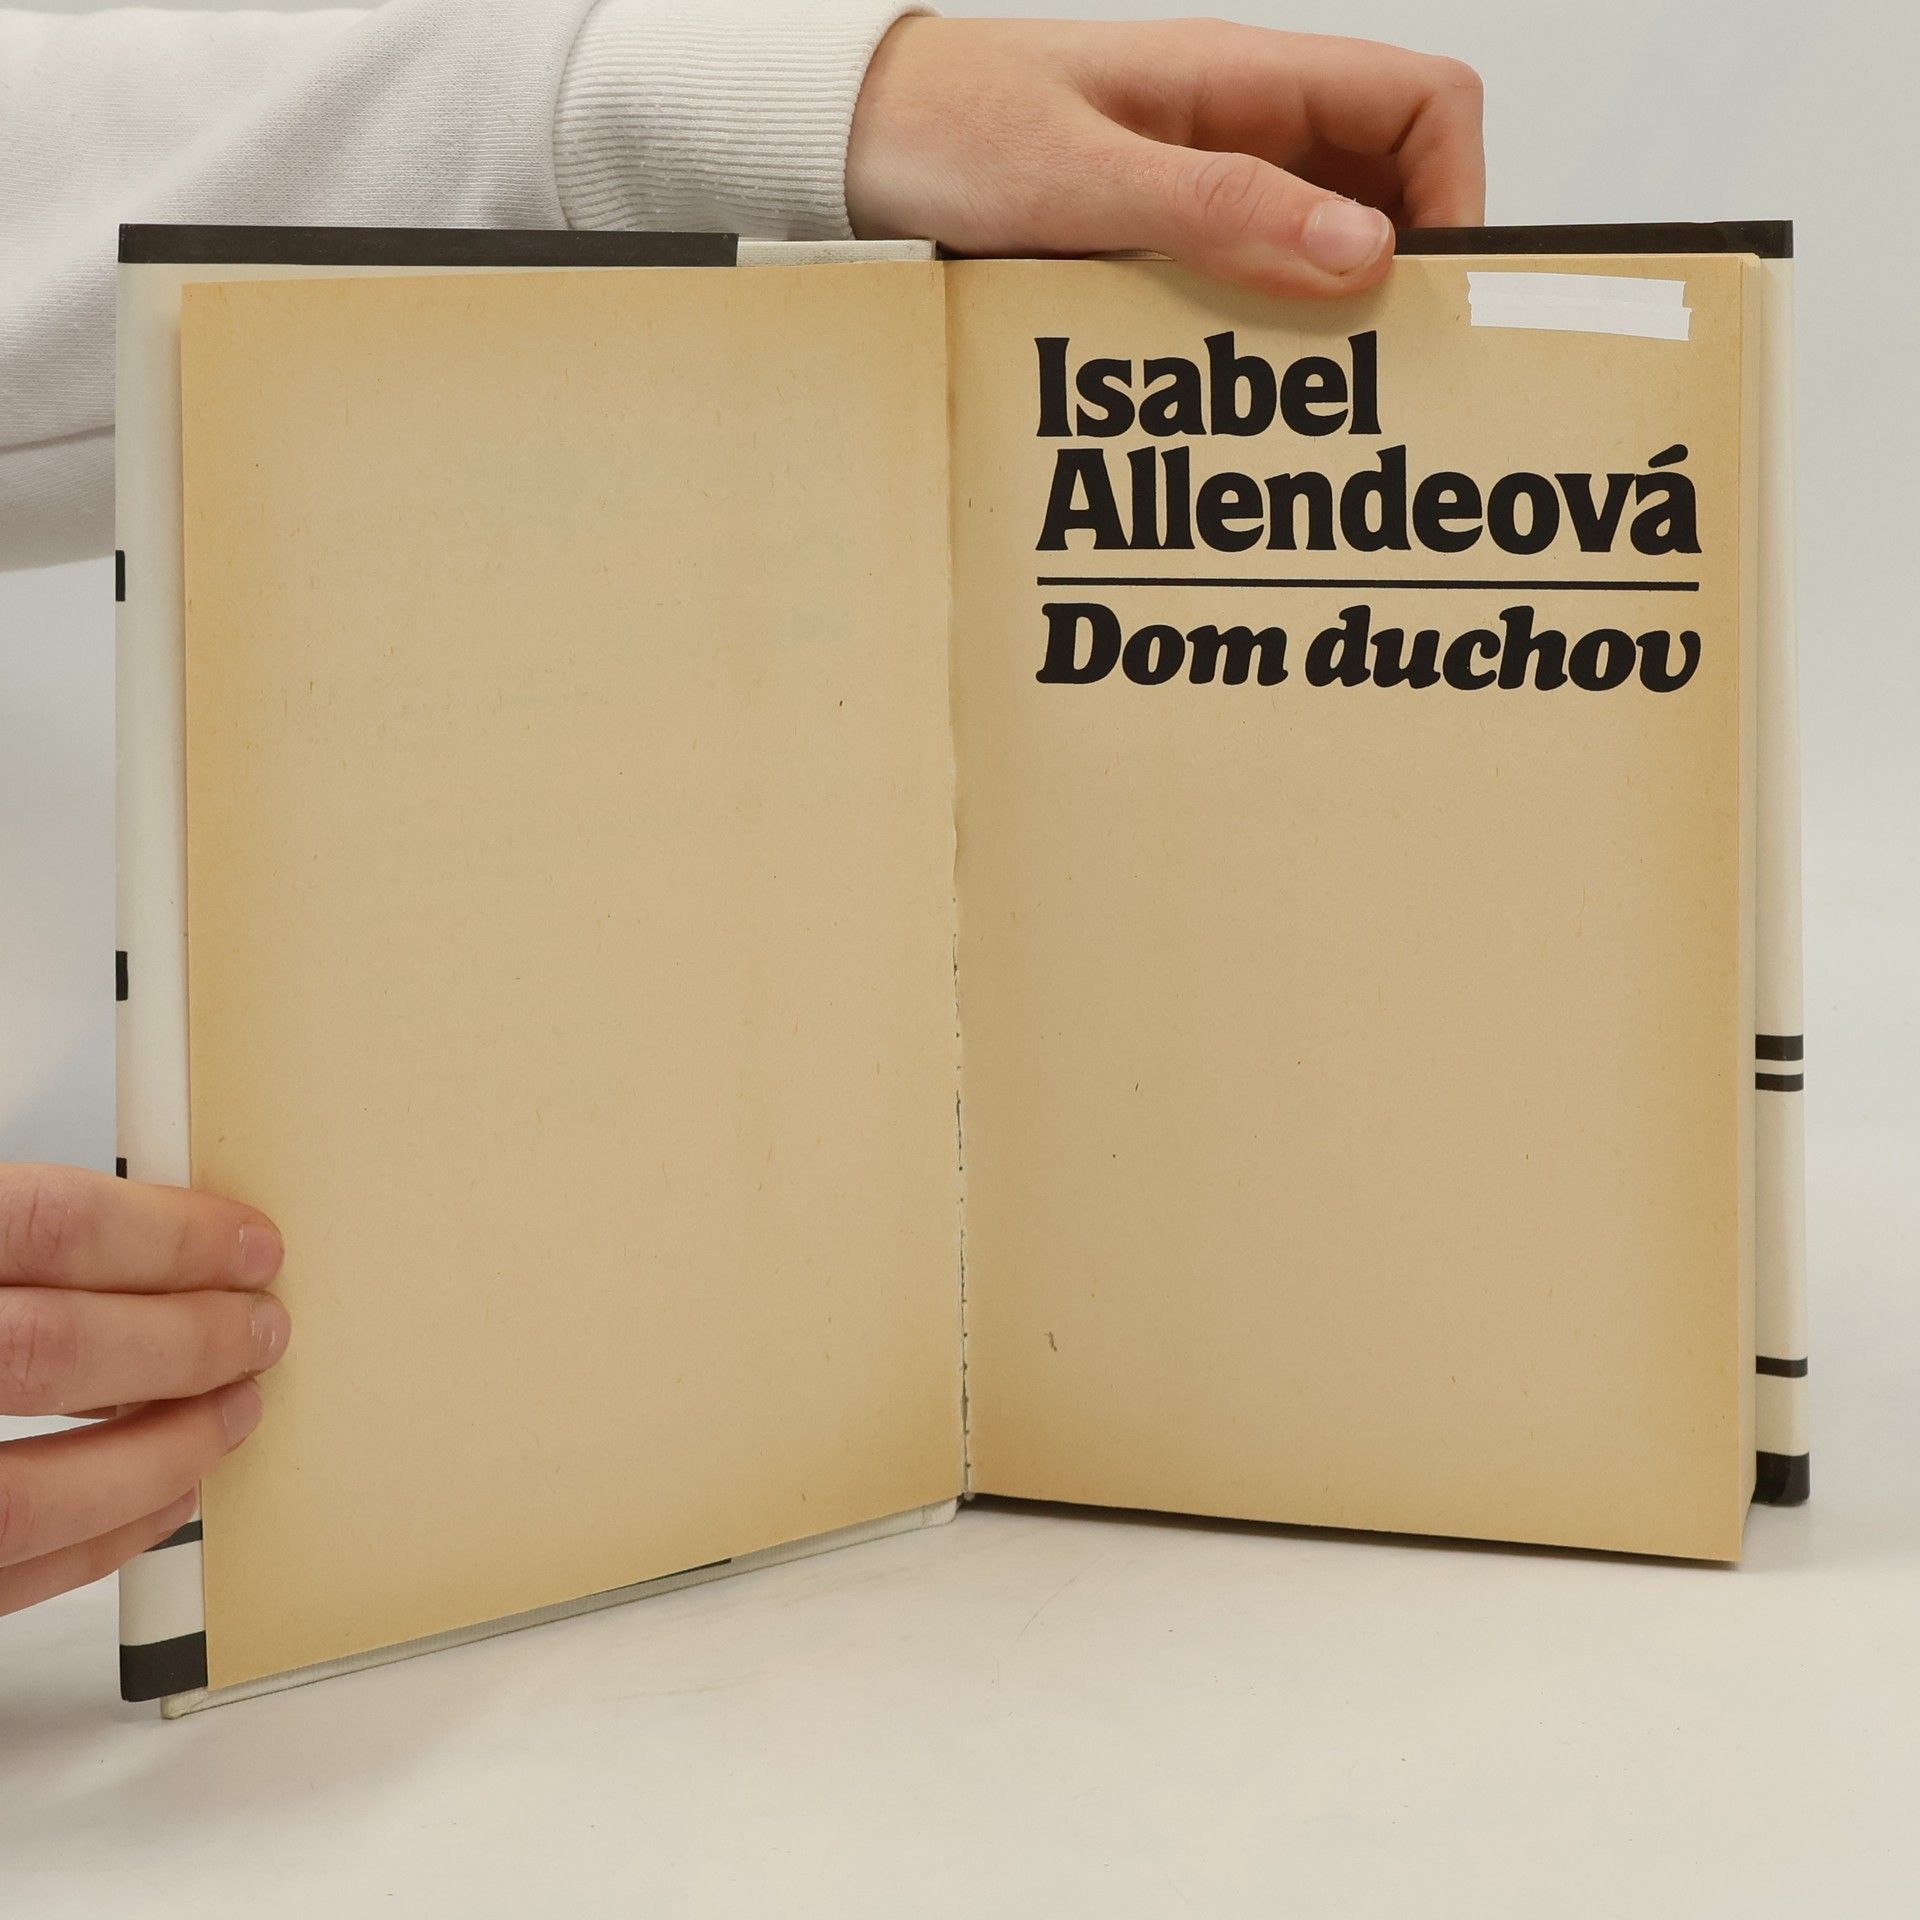 Isabel
Allendeová
Dom duchov